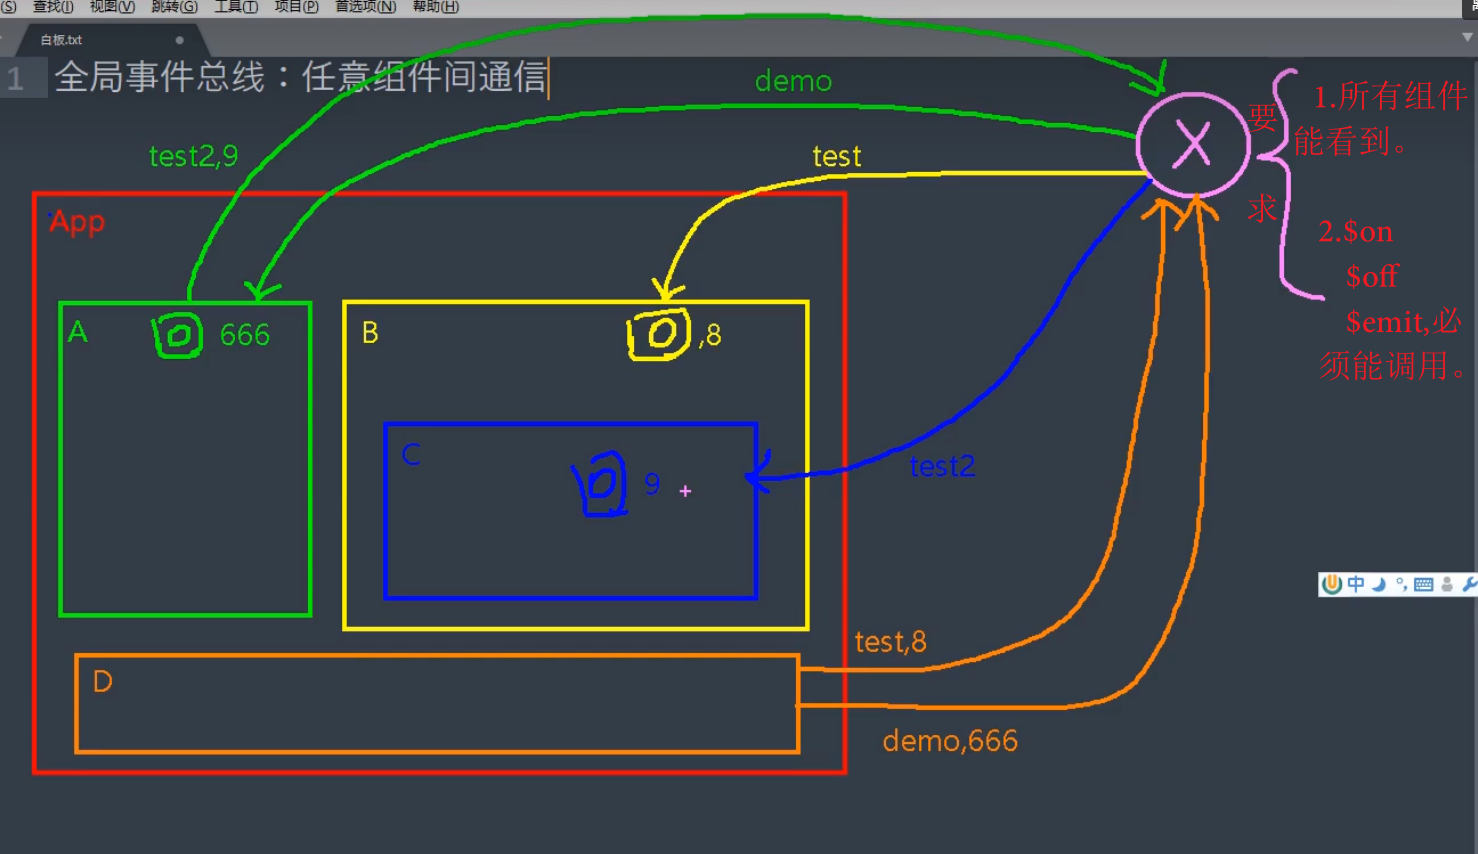 (S) 查找(I) 视图(V) 跳转(G) 工具(T) 项目(P) 首选项(N) 帮助(H)
白板.txt
1 全局事件总线：任意组件间通信
demo
test2,9
test
X
要求
1.所有组件
能看到。
2.$on
$off
$emit,必
须能调用。
App
A
666
B
,8
C
9
test2
中
test,8
D
demo,666